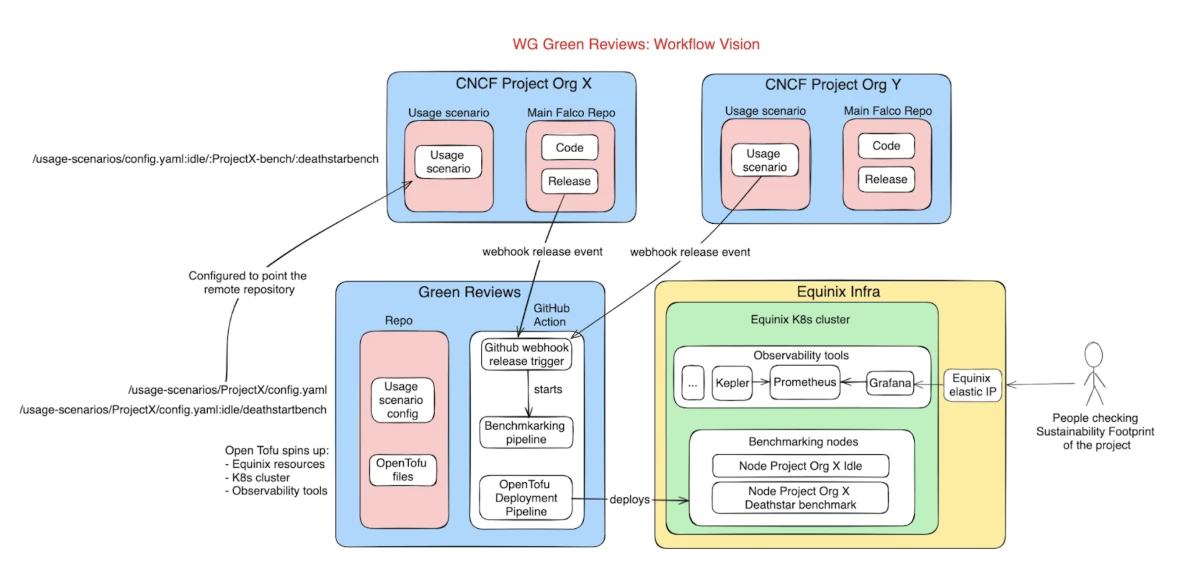 WG Green Reviews: Workflow Vision
CNCF Project Org X
Usage scenario
Main Falco Repo
Usage
scenario
Code
Release
CNCF Project Org Y
Usage scenario
Main Falco Repo
Usage
scenario
Code
Release
/usage-scenarios/config.yaml:idle/:ProjectX-bench/:deathstarbench
webhook release event
webhook release event
Configured to point the
remote repository
Green Reviews
Repo
GitHub
Action
Github webhook
release trigger
starts
Usage
scenario
config
Benchmkarking
pipeline
OpenTofu
files
OpenTofu
Deployment
Pipeline
/usage-scenarios/ProjectX/config.yaml
/usage-scenarios/ProjectX/config.yaml:idle/deathstartbench
Open Tofu spins up:
- Equinix resources
- K8s cluster
- Observability tools
deploys
Equinix Infra
Equinix K8s cluster
Observability tools
...
Kepler
Prometheus
Grafana
Equinix
elastic IP
Benchmarking nodes
Node Project Org X Idle
Node Project Org X
Deathstar benchmark
People checking
Sustainability Footprint
of the project